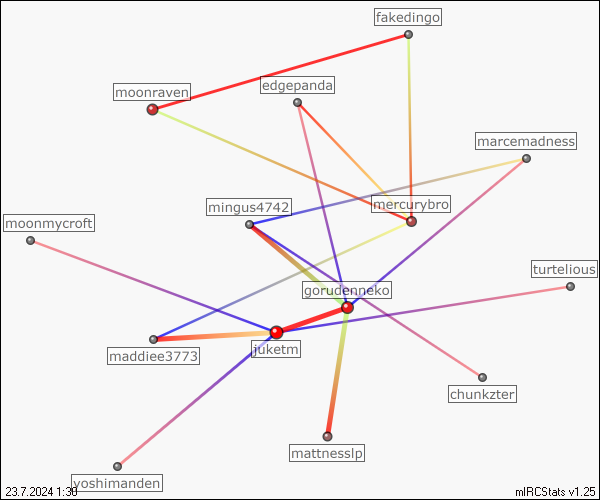 fakedingo
edgepanda
moonraven
marcemadness
mercurybro
mingus4742
moonmycroft
turtelious
gorudenneko
juketm
maddiee3773
chunkzter
mattnesslp
yoshimanden
23.7.2024 1:30
mIRCStats v1.25